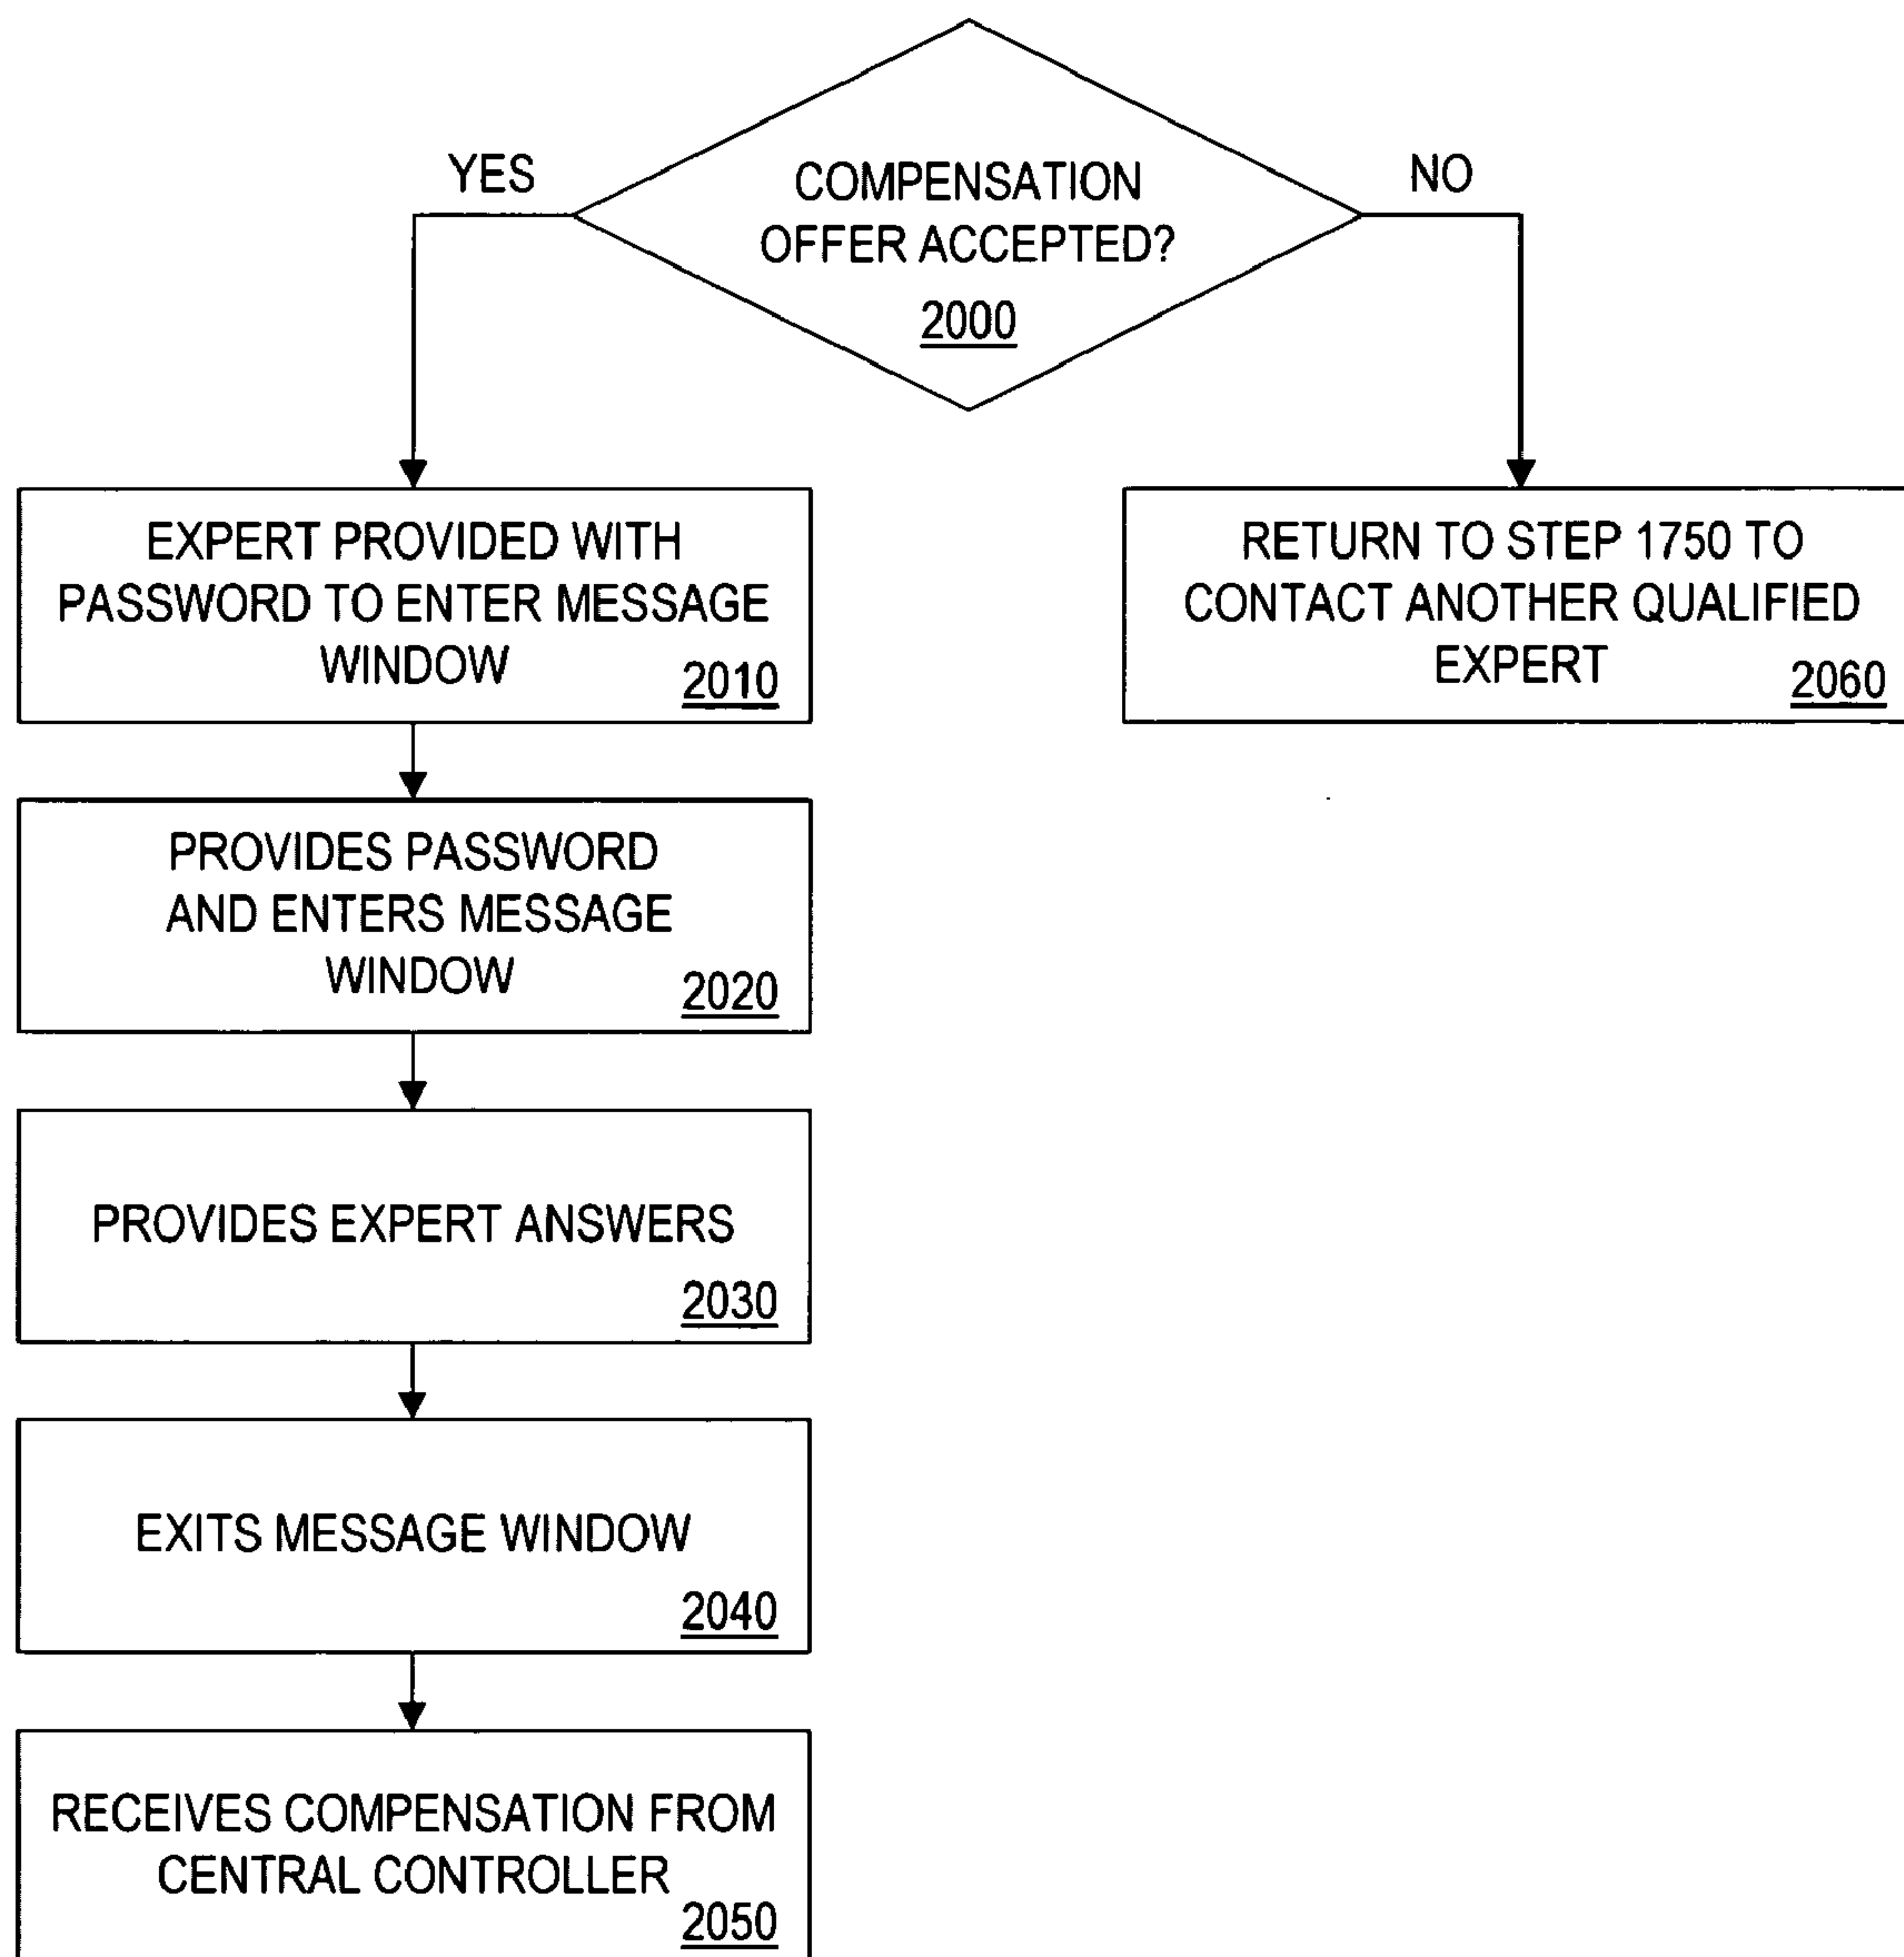 YES
COMPENSATION
OFFER ACCEPTED?
2000
NO
EXPERT PROVIDED WITH
PASSWORD TO ENTER MESSAGE
WINDOW
2010
RETURN TO STEP 1750 TO
CONTACT ANOTHER QUALIFIED
EXPERT
2060
PROVIDES PASSWORD
AND ENTERS MESSAGE
WINDOW
2020
PROVIDES EXPERT ANSWERS
2030
EXITS MESSAGE WINDOW
2040
RECEIVES COMPENSATION FROM
CENTRAL CONTROLLER
2050